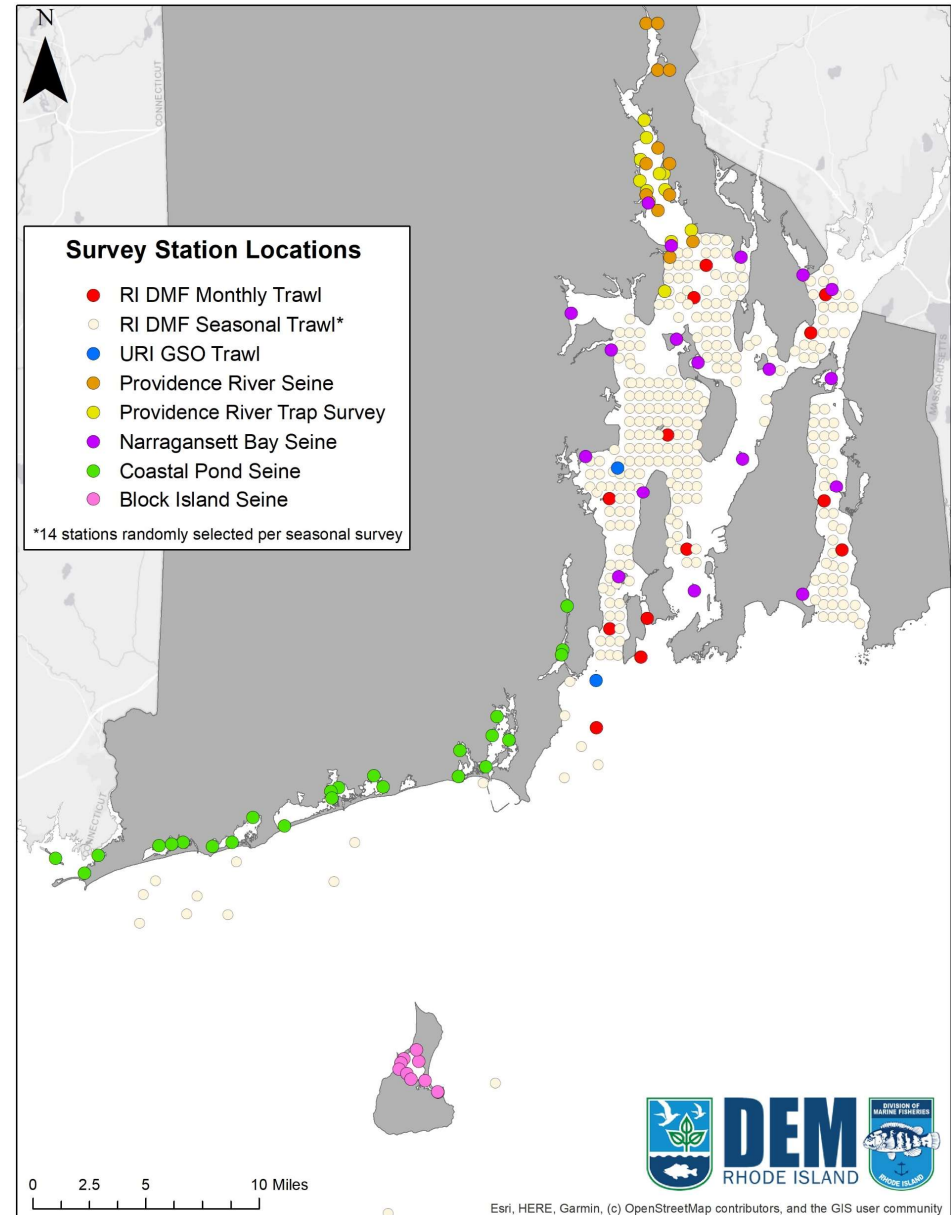 N
CONNECTICUT
Survey Station Locations
RI DMF Monthly Trawl
RI DMF Seasonal Trawl*
URI GSO Trawl
Providence River Seine
Providence River Trap Survey
Narragansett Bay Seine
Coastal Pond Seine
Block Island Seine
*14 stations randomly selected per seasonal survey
MASSACHUSETTS
CONNECTICUT
0 2.5 5 10 Miles
DEM
RHODE ISLAND
DIVISION OF
MARINE FISHERIES
RHODE ISLAND
Esri, HERE, Garmin, (c) OpenStreetMap contributors, and the GIS user community